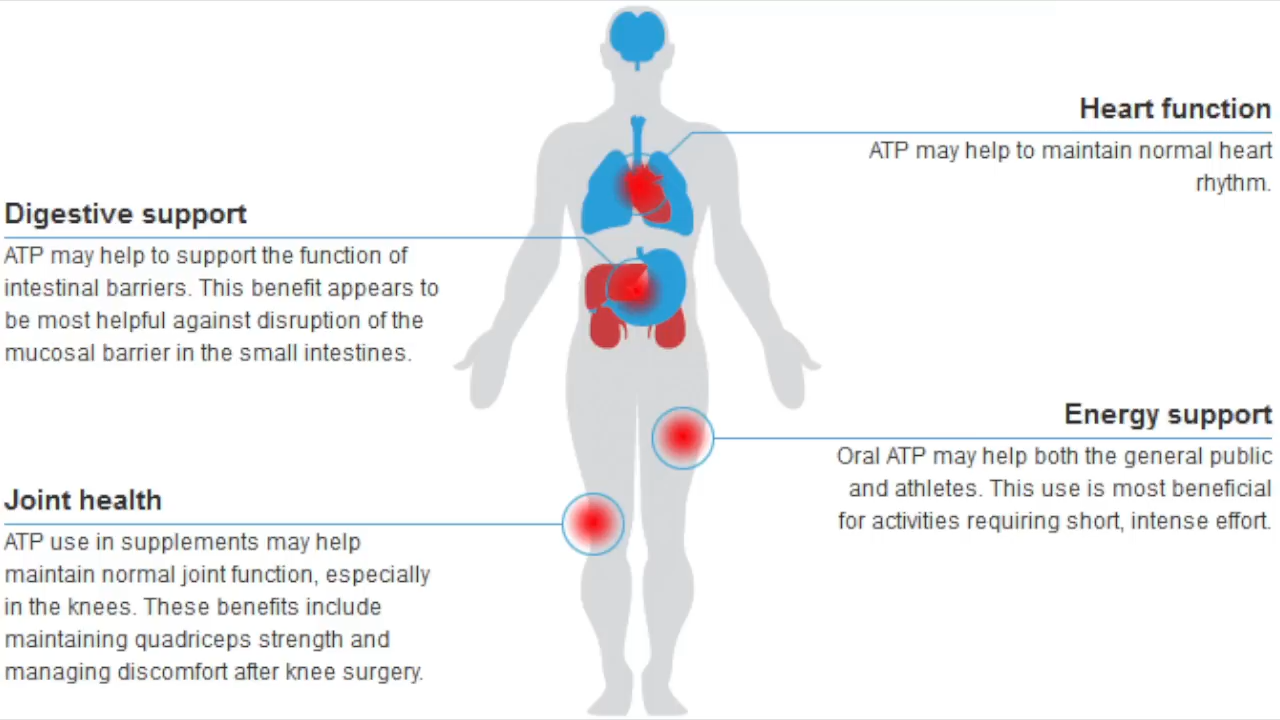 Heart function
ATP may help to maintain normal heart
rhythm.
Digestive support
ATP may help to support the function of
intestinal barriers. This benefit appears to
be most helpful against disruption of the
mucosal barrier in the small intestines.
Energy support
Oral ATP may help both the general public
and athletes. This use is most beneficial
for activities requiring short, intense effort.
Joint health
ATP use in supplements may help
maintain normal joint function, especially
in the knees. These benefits include
maintaining quadriceps strength and
managing discomfort after knee surgery.